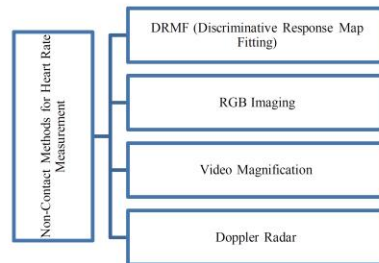 Non-Contact Methods for Heart Rate
Measurement
DRMF (Discriminative Response Map
Fitting)
RGB Imaging
Video Magnification
Doppler Radar